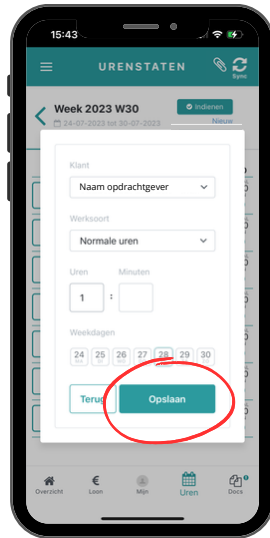 15:43
URENSTATEN
Sync
Week 2023 W30
Indienen
24-07-2023 tot 30-07-2023
Nieuw
Klant
Naam opdrachtgever
Werksoort
Normale uren
Uren Minuten
1 :
Weekdagen
24 25 26 27 28 29 30
Terug Opslaan
Overzicht Loon Mijn Uren Docs